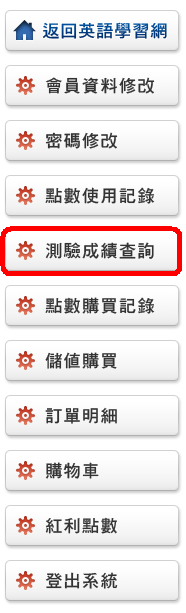 返回英語學習網
會員資料修改
密碼修改
點數使用記錄
測驗成績查詢
點數購買記錄
儲值購買
訂單明細
購物車
紅利點數
登出系統